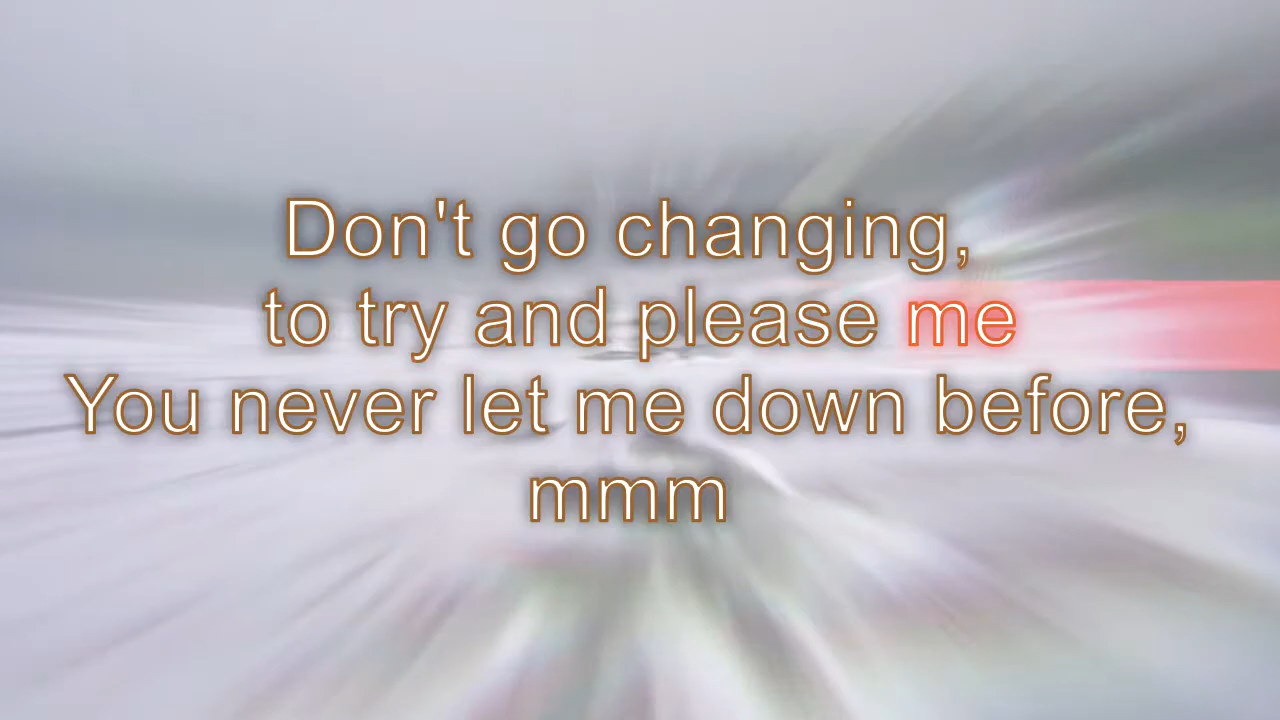 Don't go changing,
to try and please me
You never let me down before,
mmm